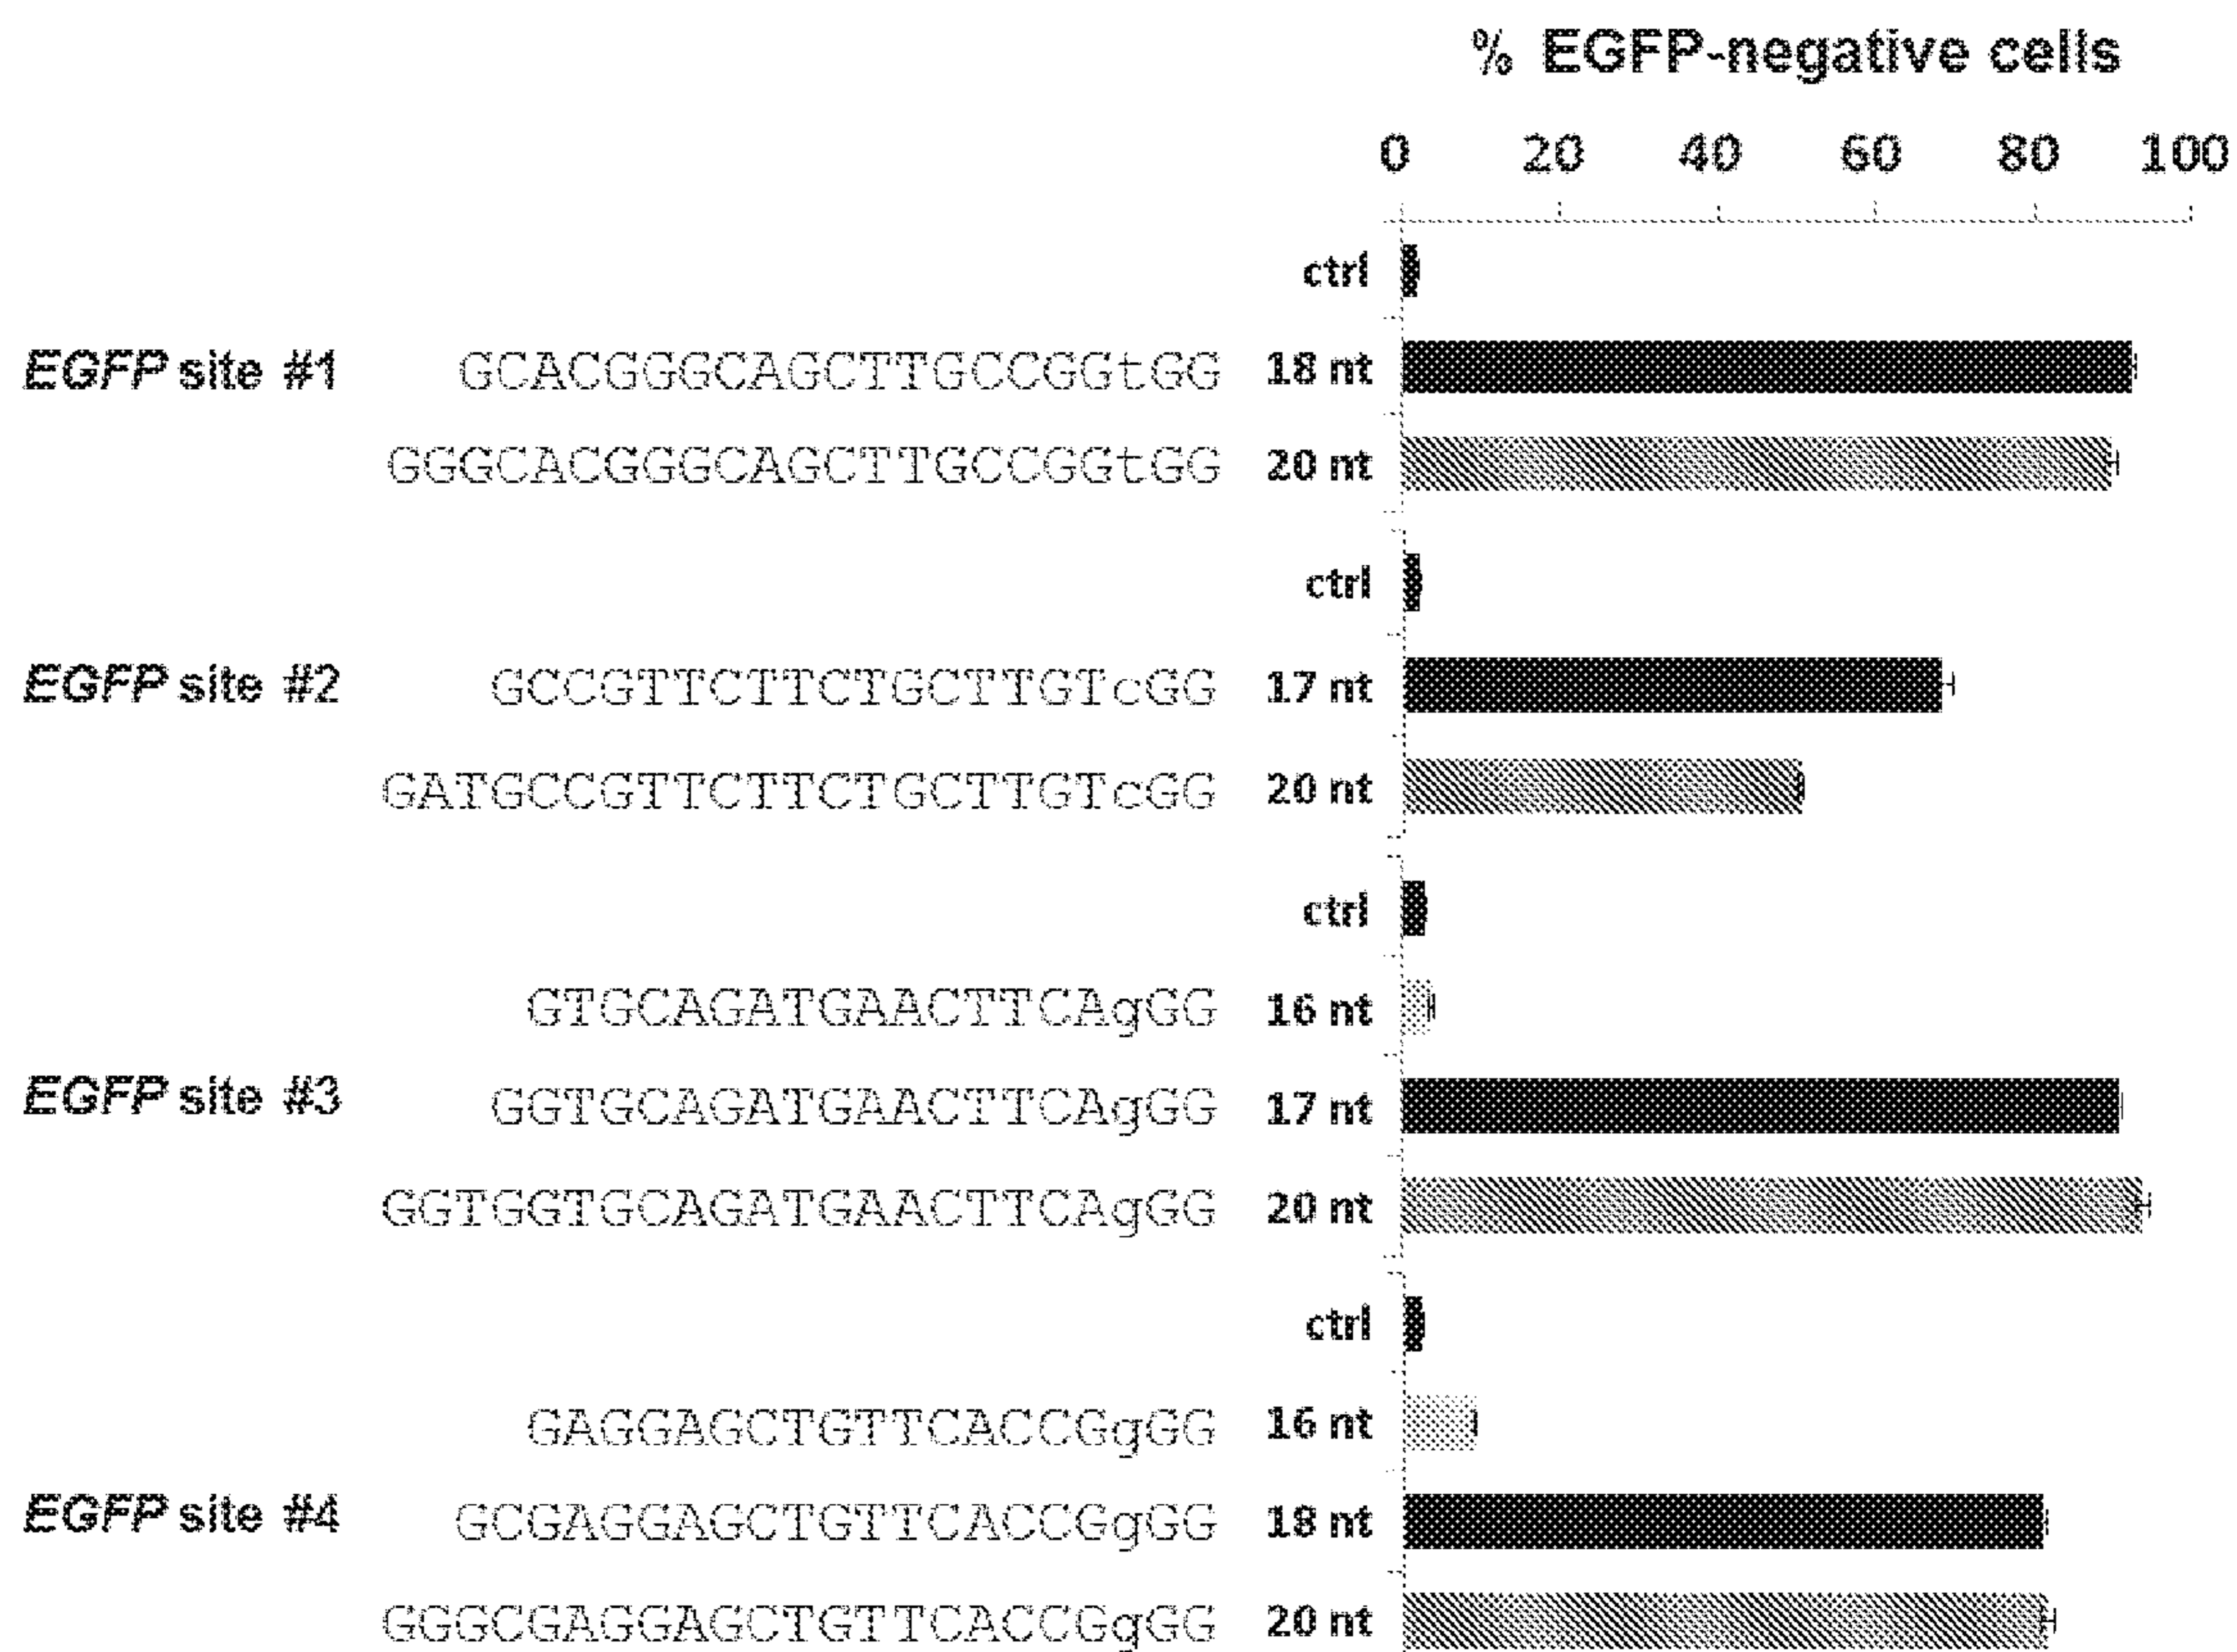 % EGFP-negative cells
0 20 40 60 80 100
ctrl
EGFP site #1 GCACGGGCAGCTTGCCGGtGG 18 nt
GGGCACGGGCAGCTTGCCGGtGG 20 nt
ctrl
EGFP site #2 GCCGTTCTTCTGCTTGTcGG 17 nt
GATGCCGTTCTTCTGCTTGTcGG 20 nt
ctrl
GTGCAGATGAACTTCAgGG 16 nt
EGFP site #3 GGTGCAGATGAACTTCAgGG 17 nt
GGTGGTGCAGATGAACTTCAgGG 20 nt
ctrl
GAGGAGCTGTTCACCGgGG 16 nt
EGFP site #4 GCGAGGAGCTGTTCACCGgGG 18 nt
GGGCGAGGAGCTGTTCACCGgGG 20 nt